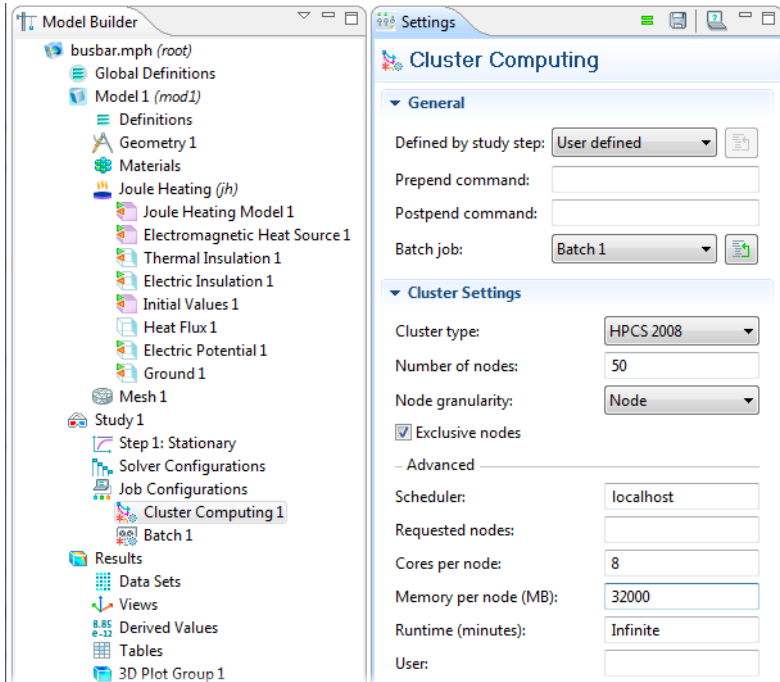 Model Builder
busbar.mph (root)
Global Definitions
Model 1 (mod1)
Definitions
Geometry 1
Materials
Joule Heating (jh)
Joule Heating Model 1
Electromagnetic Heat Source 1
Thermal Insulation 1
Electric Insulation 1
Initial Values 1
Heat Flux 1
Electric Potential 1
Ground 1
Mesh 1
Study 1
Step 1: Stationary
Solver Configurations
Job Configurations
Cluster Computing 1
Batch 1
Results
Data Sets
Views
8.85
e-12
Derived Values
Tables
3D Plot Group 1
Settings
Cluster Computing
General
Defined by study step: User defined
Prepend command:
Postpend command:
Batch job: Batch 1
Cluster Settings
Cluster type: HPCS 2008
Number of nodes: 50
Node granularity: Node
Exclusive nodes
Advanced
Scheduler: localhost
Requested nodes:
Cores per node: 8
Memory per node (MB): 32000
Runtime (minutes): Infinite
User: